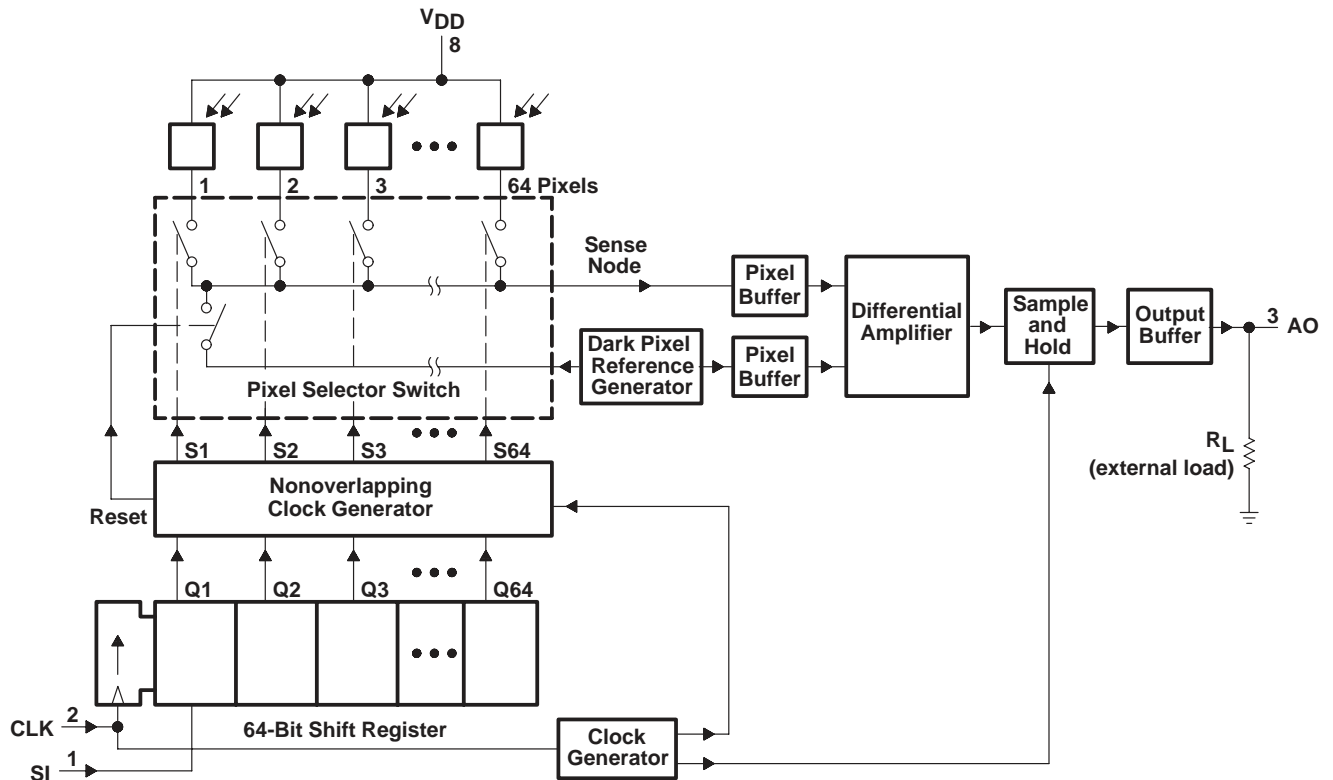 VDD
8
1
2
3
64 Pixels
Sense
Node
Pixel
Buffer
Differential
Amplifier
Sample
and
Hold
Output
Buffer
3
AO
Dark Pixel
Reference
Generator
Pixel
Buffer
Pixel Selector Switch
RL
(external load)
S1
S2
S3
S64
Nonoverlapping
Clock Generator
Reset
Q1
Q2
Q3
Q64
CLK
2
64-Bit Shift Register
Clock
Generator
SI
1